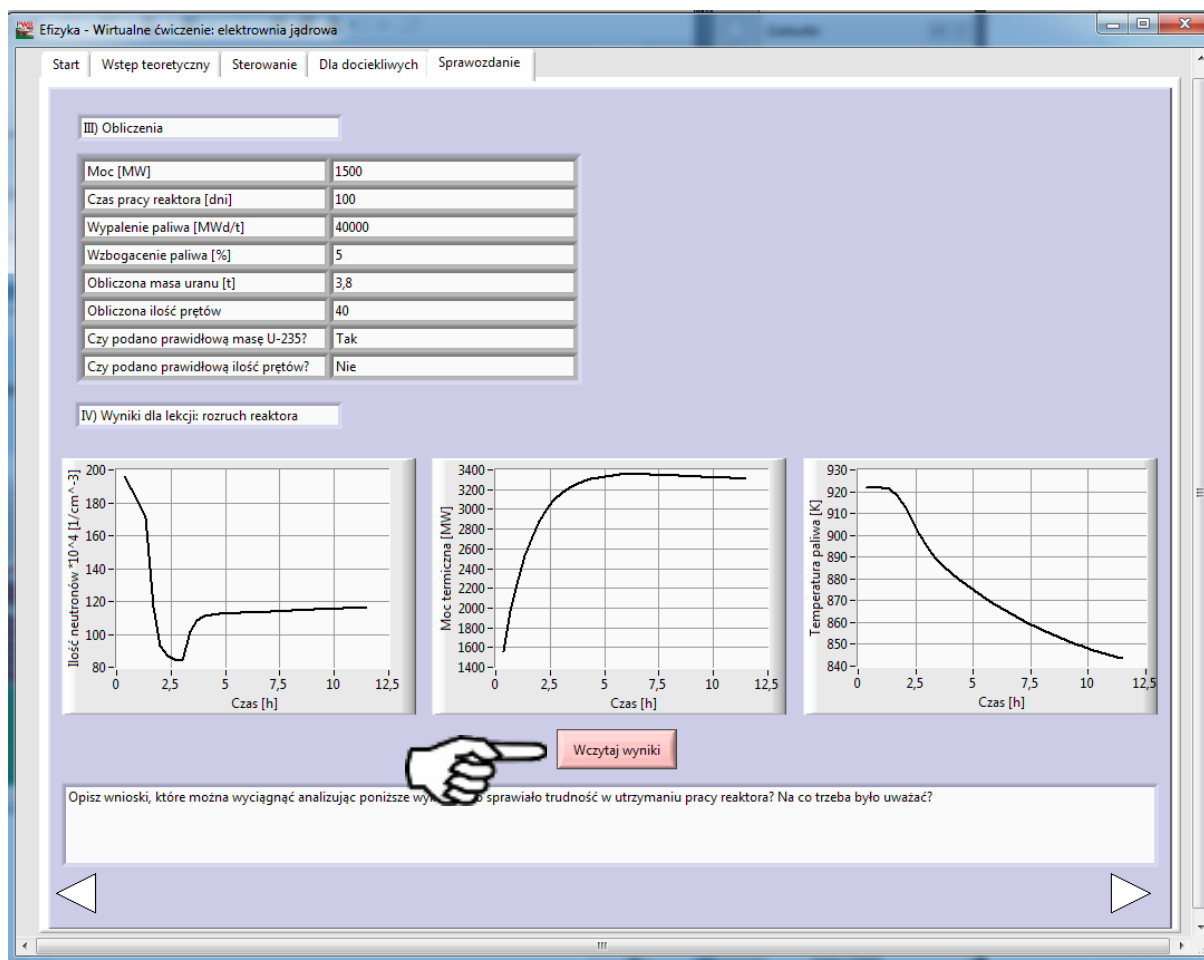 Efizyka - Wirtualne ćwiczenie: elektrownia jądrowa
Start Wstęp teoretyczny Sterowanie Dla dociekliwych Sprawozdanie
III) Obliczenia
Moc [MW] 1500
Czas pracy reaktora [dni] 100
Wypalenie paliwa [MWd/t] 40000
Wzbogacenie paliwa [%] 5
Obliczona masa uranu [t] 3,8
Obliczona ilość prętów 40
Czy podano prawidłową masę U-235? Tak
Czy podano prawidłową ilość prętów? Nie
IV) Wyniki dla lekcji: rozruch reaktora
Ilość neutronów *10^4 [1/cm^-3]
200
180
160
140
120
100
80
0 2,5 5 7,5 10 12,5
Czas [h]
Moc termiczna [MW]
3400
3200
3000
2800
2600
2400
2200
2000
1800
1600
1400
0 2,5 5 7,5 10 12,5
Czas [h]
Temperatura paliwa [K]
930
920
910
900
890
880
870
860
850
840
0 2,5 5 7,5 10 12,5
Czas [h]
Wczytaj wyniki
Opisz wnioski, które można wyciągnąć analizując poniższe sprawiało trudność w utrzymaniu pracy reaktora? Na co trzeba było uważać?